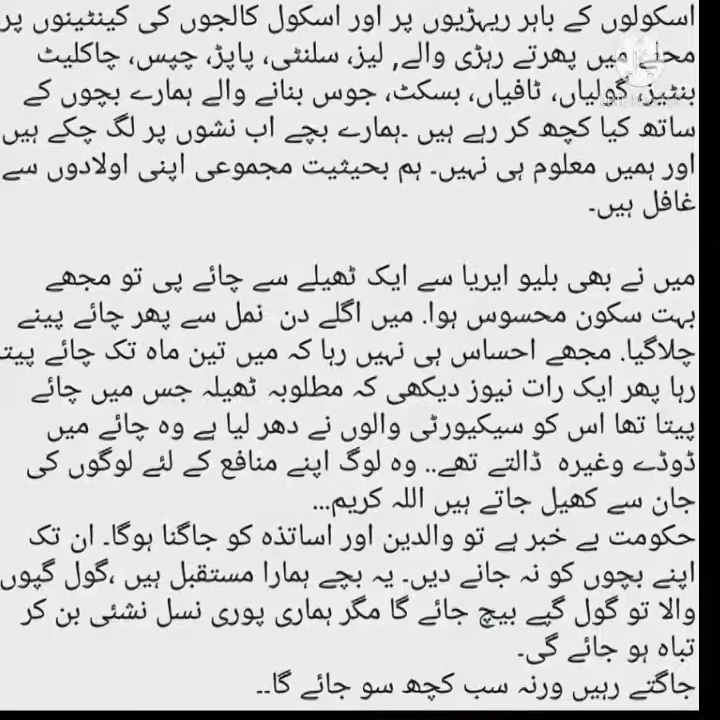 اسکولوں کے باہر ریہڑیوں پر اور اسکول کالجوں کی کینٹینوں پر
محلے میں پھرتے رہڑی والے, لیز، سلنٹی، پاپڑ، چپس، چاکلیٹ
بنٹیز، گولیاں، ٹافیاں، بسکٹ، جوس بنانے والے ہمارے بچوں کے
ساتھ کیا کچھ کر رہے ہیں ۔ہمارے بچے اب نشوں پر لگ چکے ہیں
اور ہمیں معلوم ہی نہیں۔ ہم بحیثیت مجموعی اپنی اولادوں سے
غافل ہیں۔
میں نے بھی بلیو ایریا سے ایک ٹھیلے سے چائے پی تو مجھے
بہت سکون محسوس ہوا. میں اگلے دن نمل سے پھر چائے پینے
چلاگیا. مجھے احساس ہی نہیں رہا کہ میں تین ماہ تک چائے پیتا
رہا پھر ایک رات نیوز دیکھی کہ مطلوبہ ٹھیلہ جس میں چائے
پیتا تھا اس کو سیکیورٹی والوں نے دھر لیا ہے وہ چائے میں
ڈوڈے وغیرہ ڈالتے تھے.. وہ لوگ اپنے منافع کے لئے لوگوں کی
جان سے کھیل جاتے ہیں اللہ کریم...
حکومت بے خبر ہے تو والدین اور اساتذہ کو جاگنا ہوگا۔ ان تک
اپنے بچوں کو نہ جانے دیں۔ یہ بچے ہمارا مستقبل ہیں ،گول گپوں
والا تو گول گپے بیچ جائے گا مگر ہماری پوری نسل نشئی بن کر
تباہ ہو جائے گی۔
جاگتے رہیں ورنہ سب کچھ سو جائے گا۔۔